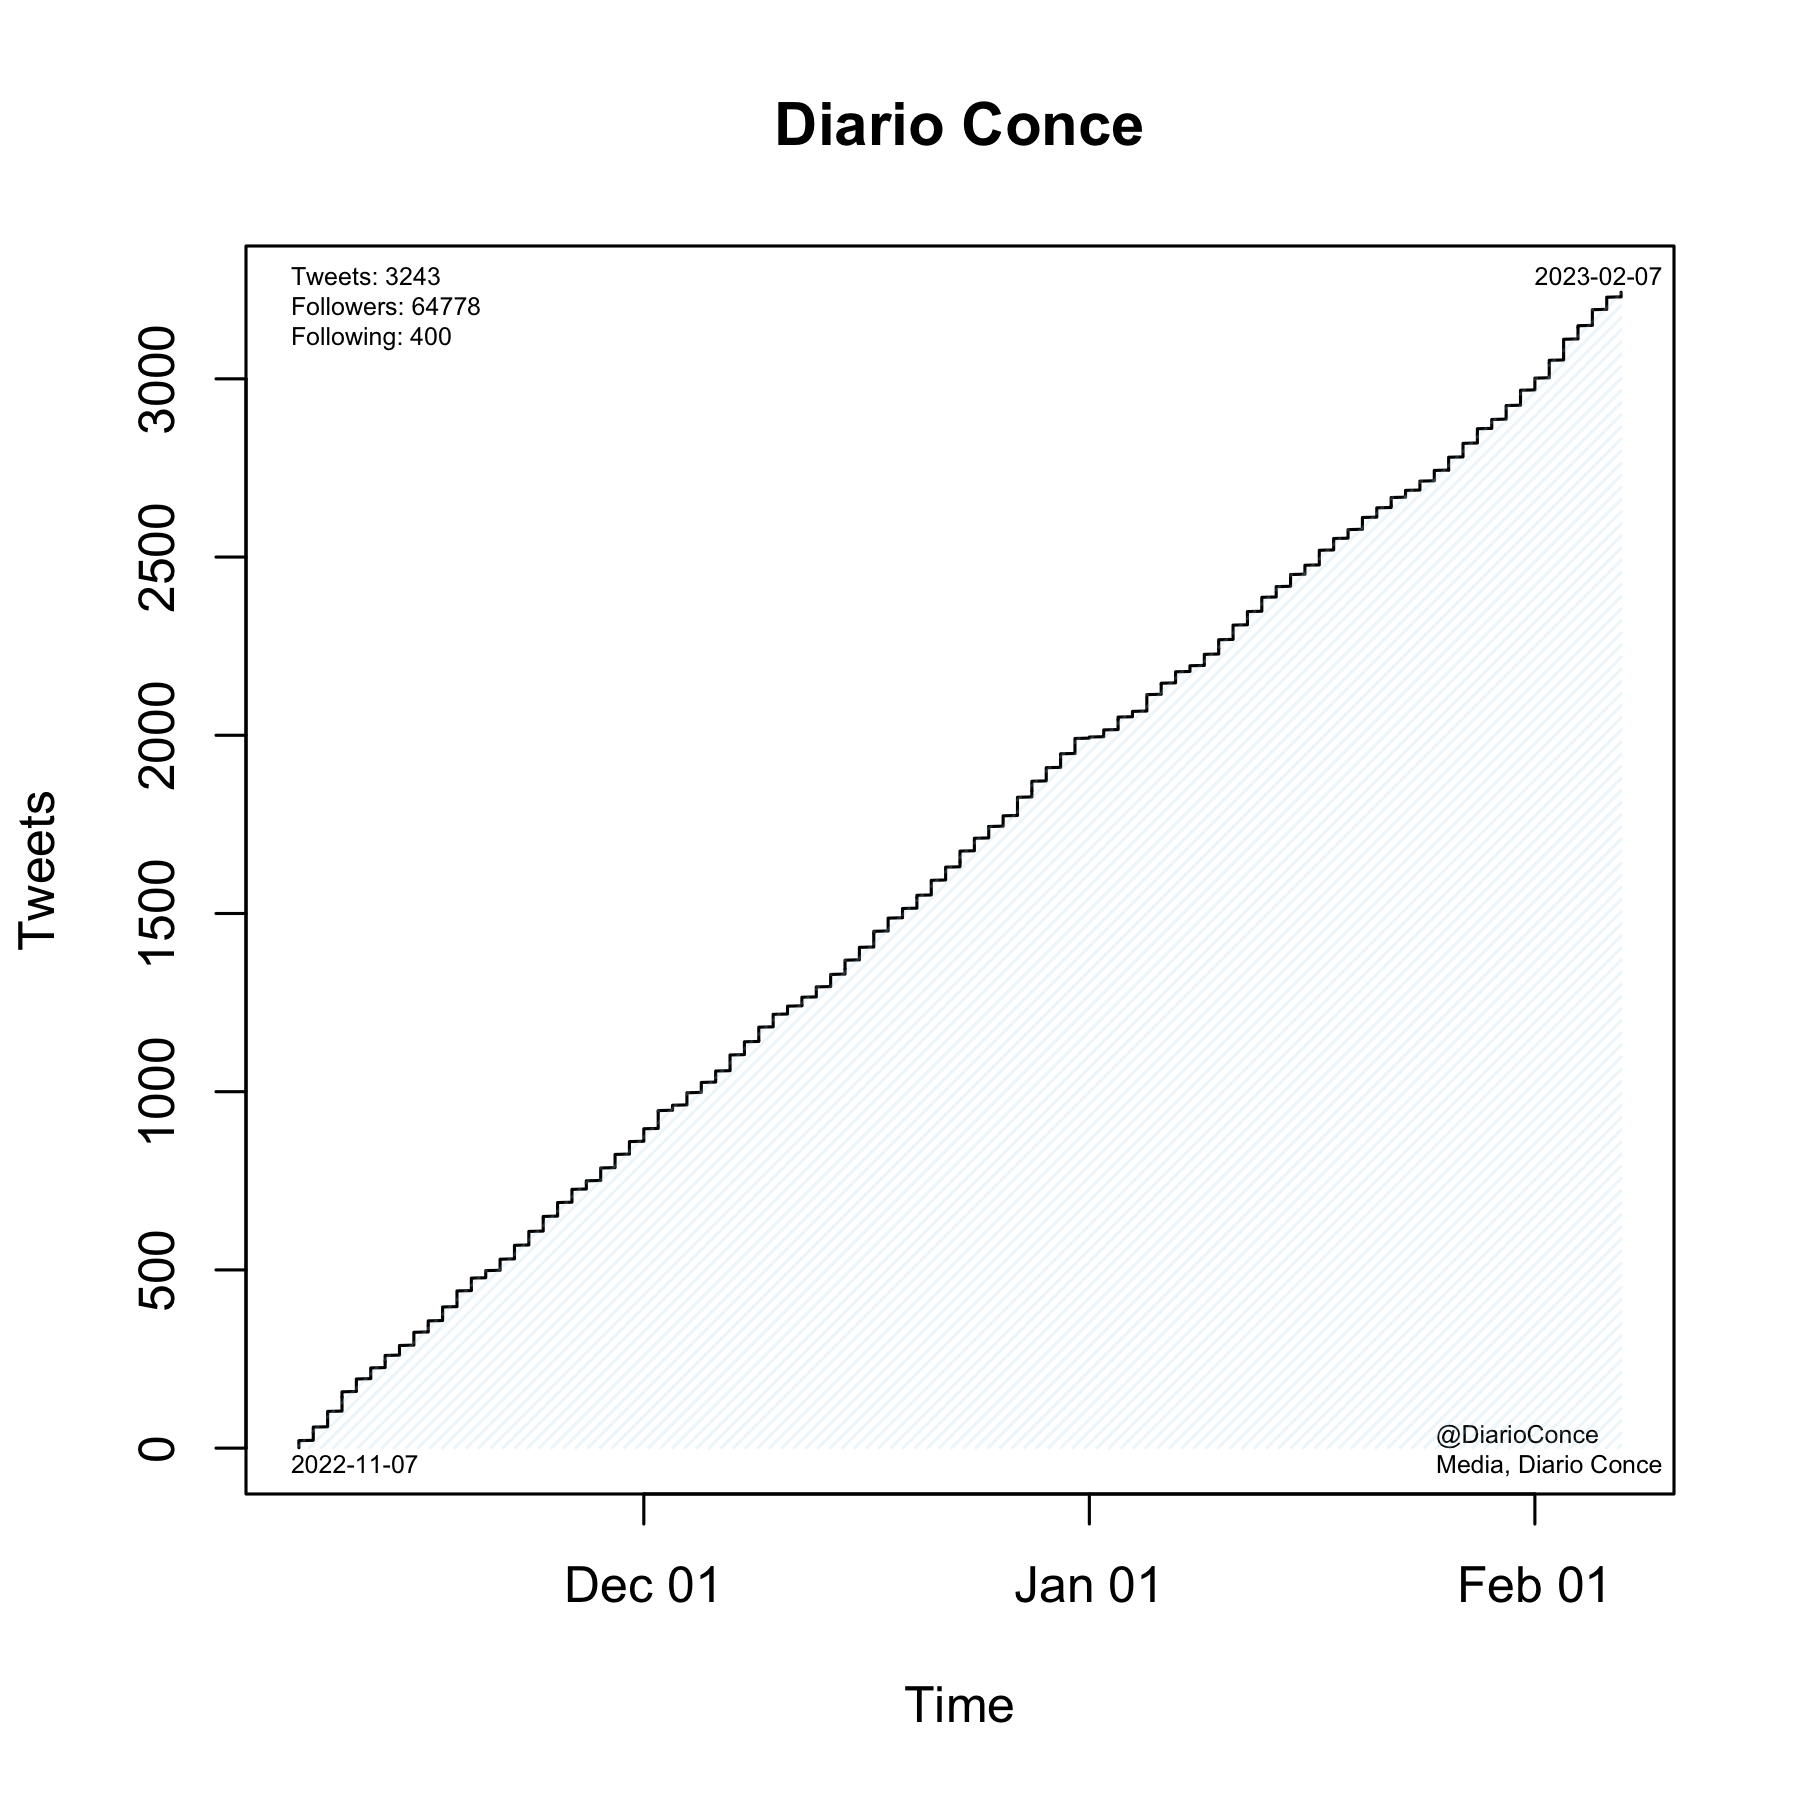 Diario Conce
Tweets: 3243
Followers: 64778
Following: 400
2023-02-07
3000
2500
2000
1500
1000
500
0
Tweets
2022-11-07
@DiarioConce
Media, Diario Conce
Dec 01
Jan 01
Feb 01
Time